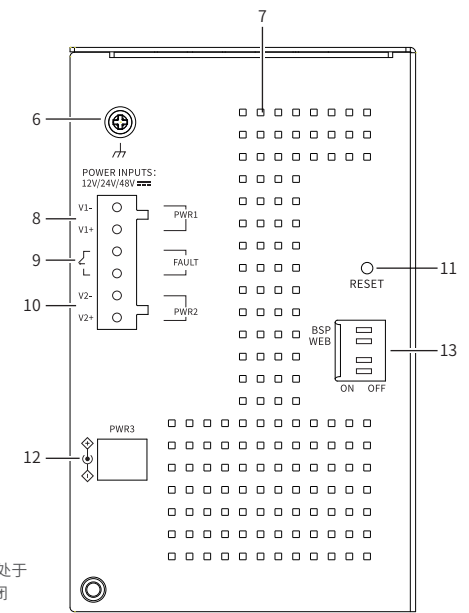 7
6
POWER INPUTS:
12V/24V/48V
8
V1-
V1+
PWR1
9
FAULT
10
V2-
V2+
PWR2
11
RESET
BSP
WEB
13
ON OFF
PWR3
12
处于
闭